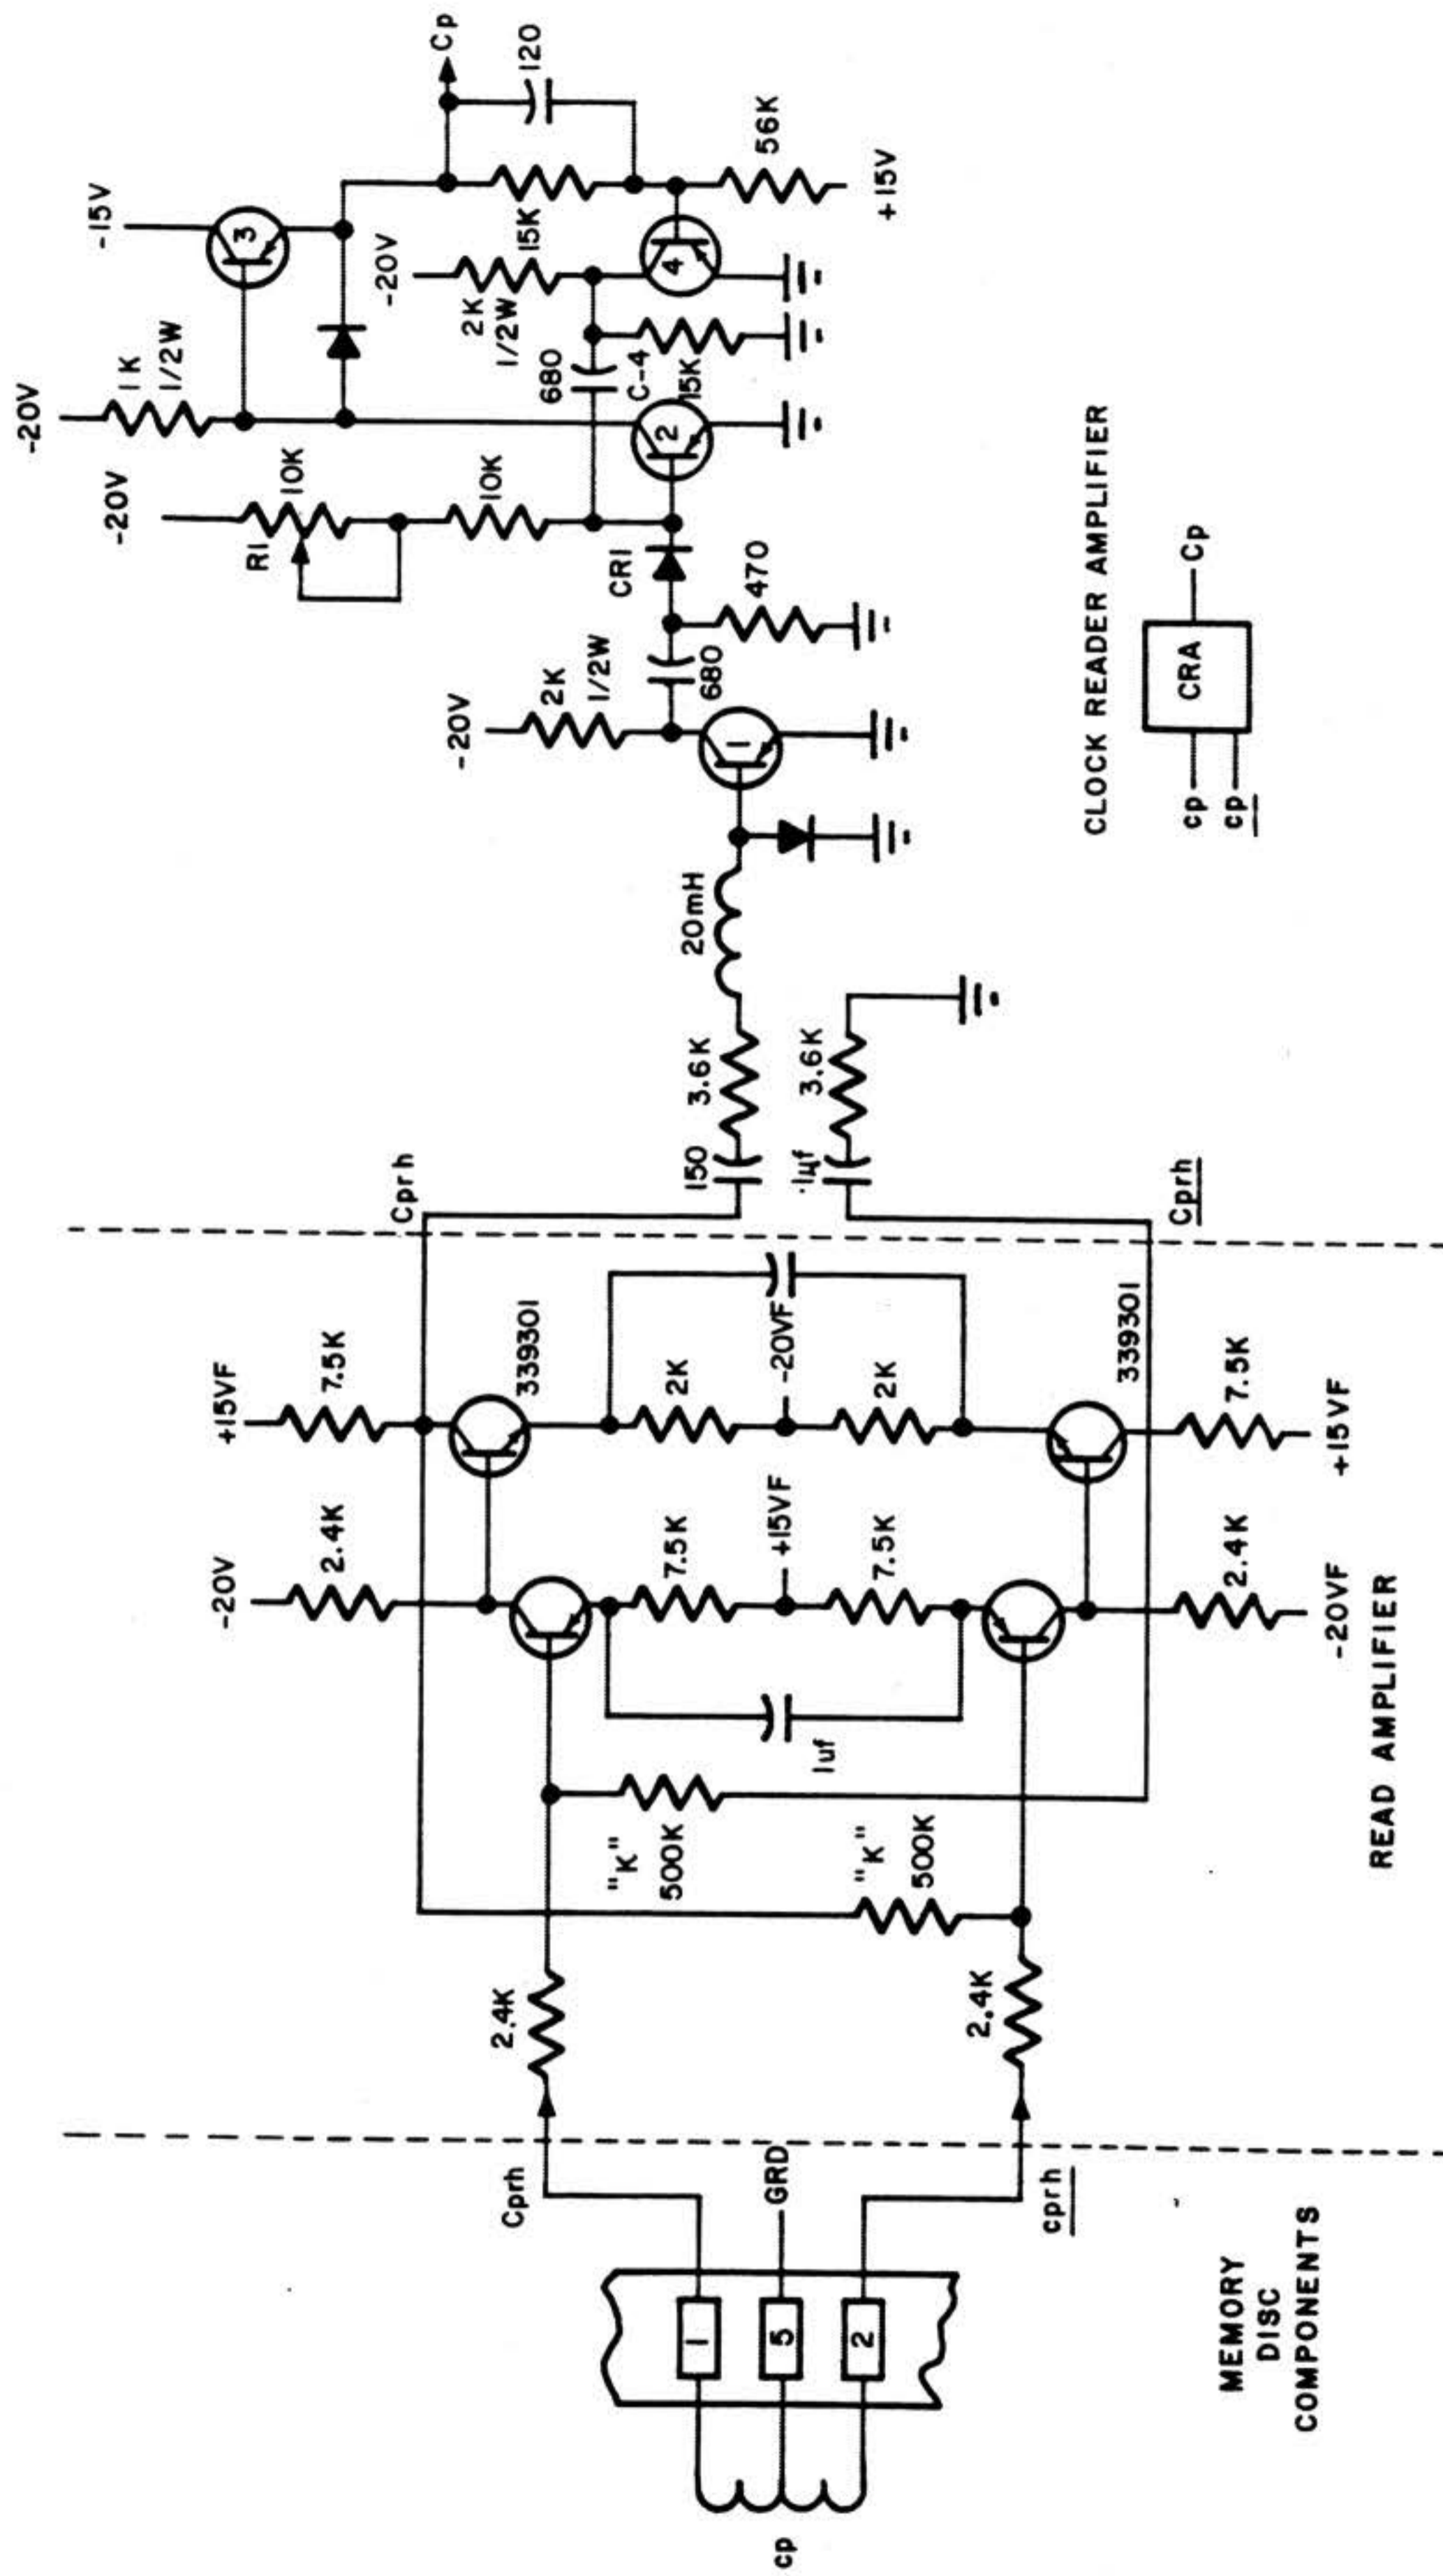 cp
1
5
2
GRD
Cprh
cprh
MEMORY
DISC
COMPONENTS
2.4K
2.4K
"K"
500K
"K"
500K
1uf
-20V
2.4K
7.5K
+15VF
7.5K
2.4K
-20VF
+15VF
7.5K
339301
2K
-20VF
2K
339301
7.5K
+15VF
READ AMPLIFIER
Cprh
Cprh
150
3.6K
20mH
.1µf
3.6K
-20V
2K
1/2W
1
680
470
CR1
-20V
R1
10K
10K
-20V
1K
1/2W
2
680
C-4
15K
-15V
3
-20V
2K
1/2W
4
15K
Cp
120
56K
+15V
CLOCK READER AMPLIFIER
cp
cp
CRA
Cp